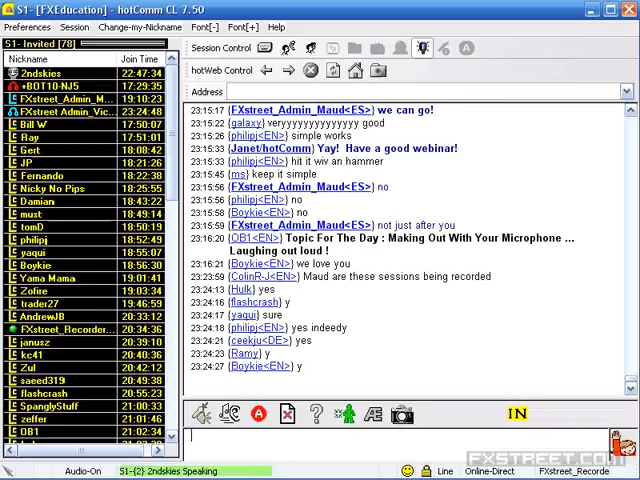 S1- [FXEducation] - hotComm CL 7.50
Preferences Session Change-my-Nickname Font[-] Font[+] Help
S1- Invited [78]
Nickname Join Time
2ndskies 22:47:34
+BOT10-NJ5 17:29:35
FXstreet_Admin_M... 19:10:23
FXstreet Admin_Vic... 23:24:48
Bill W 17:50:07
Ray 17:51:01
Gert 18:08:42
JP 18:21:26
Fernando 18:22:38
Nicky No Pips 18:25:55
Damian 18:43:22
must 18:49:14
tomD 18:50:19
philipj 18:52:49
yaqui 18:55:07
Boykie 18:56:30
Yama Mama 19:01:41
Zofire 19:03:34
trader27 19:46:59
AndrewJB 20:33:12
FXstreet_Recorder... 20:34:36
janusz 20:39:10
kc41 20:40:36
Zul 20:42:12
saeed319 20:49:38
flashcrash 20:55:23
SpanglyStuff 21:00:33
zeffer 21:01:46
OB1 21:02:34
Session Control
hotWeb Control
Address
23:15:17 {FXstreet_Admin_Maud<ES>} we can go!
23:15:22 {galaxy} veryyyyyyyyyyyyyy good
23:15:26 {philipj<EN>} simple works
23:15:33 {Janet/hotComm} Yay! Have a good webinar!
23:15:33 {philipj<EN>} hit it wiv an hammer
23:15:45 {ms} keep it simple
23:15:56 {FXstreet_Admin_Maud<ES>} no
23:15:56 {philipj<EN>} no
23:15:58 {Boykie<EN>} no
23:15:59 {FXstreet_Admin_Maud<ES>} not just after you
23:16:20 {OB1<EN>} Topic For The Day : Making Out With Your Microphone ...
Laughing out loud !
23:16:21 {Boykie<EN>} we love you
23:23:59 {ColinR-J<EN>} Maud are these sessions being recorded
23:24:13 {Hulk} yes
23:24:16 {flashcrash} y
23:24:17 {yaqui} sure
23:24:18 {philipj<EN>} yes indeedy
23:24:21 {ceekju<DE>} yes
23:24:23 {Ramy} y
23:24:27 {Boykie<EN>} y
IN
FXSTREET.COM
Audio-On S1-{2} 2ndskies Speaking Line Online-Direct FXstreet_Recorde